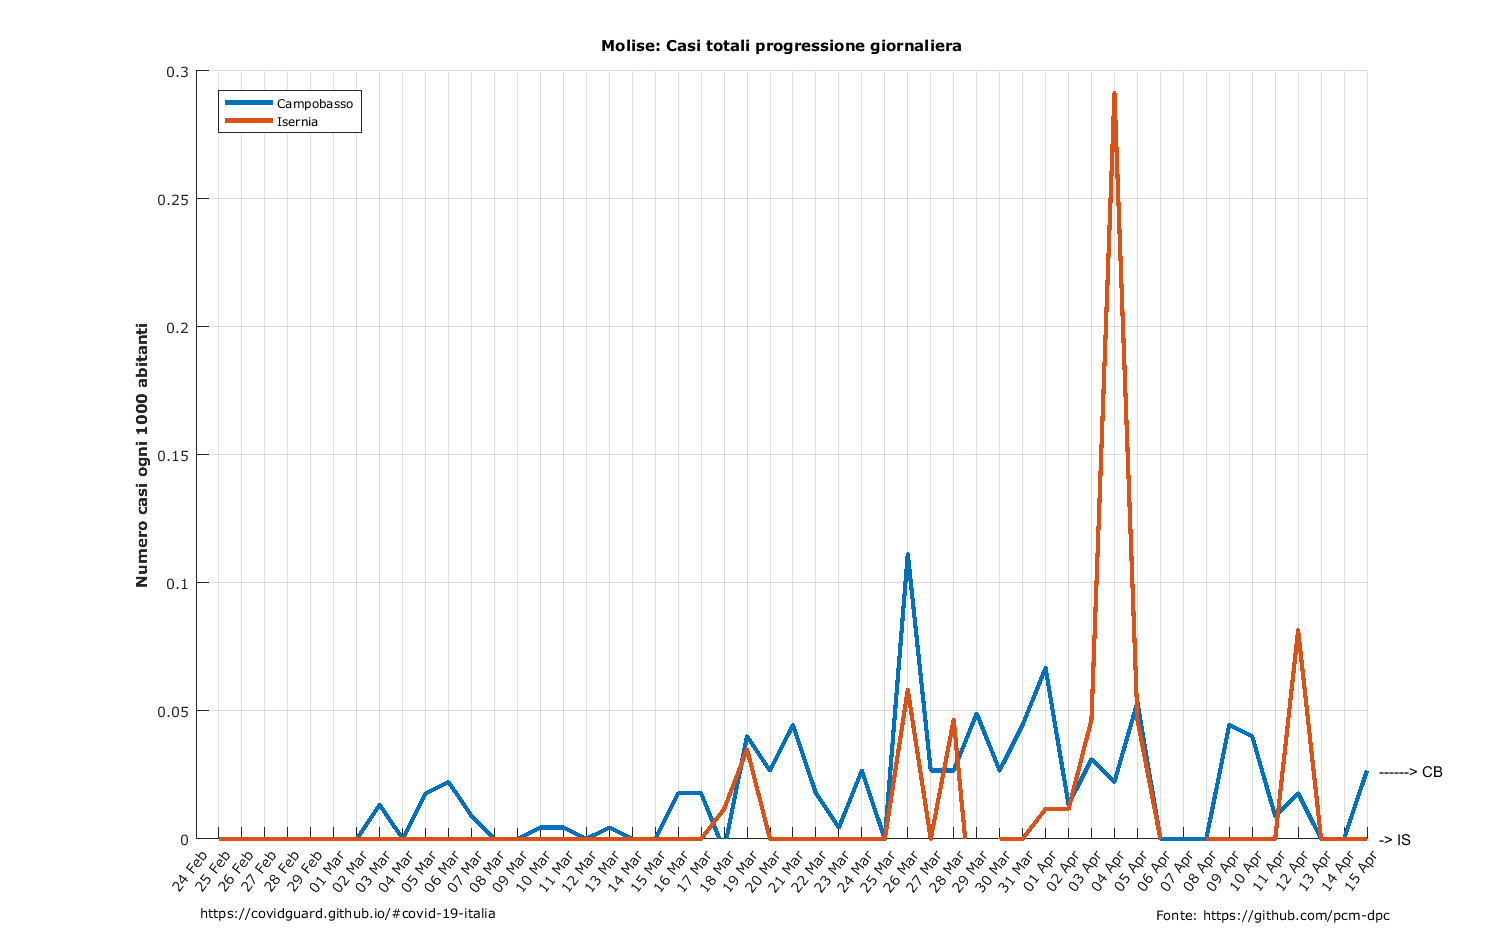 Molise: Casi totali progressione giornaliera
Numero casi ogni 1000 abitanti
0.3
0.25
0.2
0.15
0.1
0.05
0
Campobasso
Isernia
------> CB
-> IS
24 Feb
25 Feb
26 Feb
27 Feb
28 Feb
29 Feb
01 Mar
02 Mar
03 Mar
04 Mar
05 Mar
06 Mar
07 Mar
08 Mar
09 Mar
10 Mar
11 Mar
12 Mar
13 Mar
14 Mar
15 Mar
16 Mar
17 Mar
18 Mar
19 Mar
20 Mar
21 Mar
22 Mar
23 Mar
24 Mar
25 Mar
26 Mar
27 Mar
28 Mar
29 Mar
30 Mar
31 Mar
01 Apr
02 Apr
03 Apr
04 Apr
05 Apr
06 Apr
07 Apr
08 Apr
09 Apr
10 Apr
11 Apr
12 Apr
13 Apr
14 Apr
15 Apr
https://covidguard.github.io/#covid-19-italia
Fonte: https://github.com/pcm-dpc